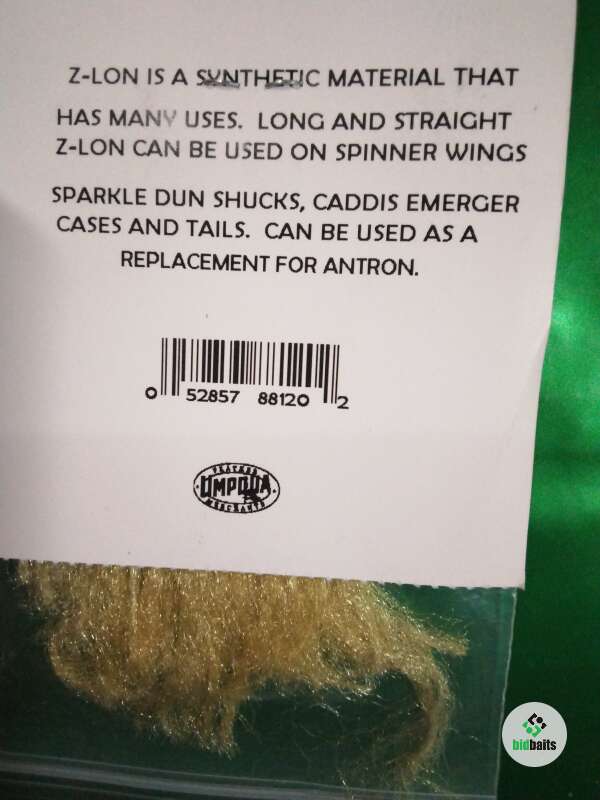 Z-LON IS A SYNTHETIC MATERIAL THAT
HAS MANY USES. LONG AND STRAIGHT
Z-LON CAN BE USED ON SPINNER WINGS
SPARKLE DUN SHUCKS, CADDIS EMERGER
CASES AND TAILS. CAN BE USED AS A
REPLACEMENT FOR ANTRON.
0 52857 88120 2
FEATHER
UMPQUA
MERCHANTS
bidbaits